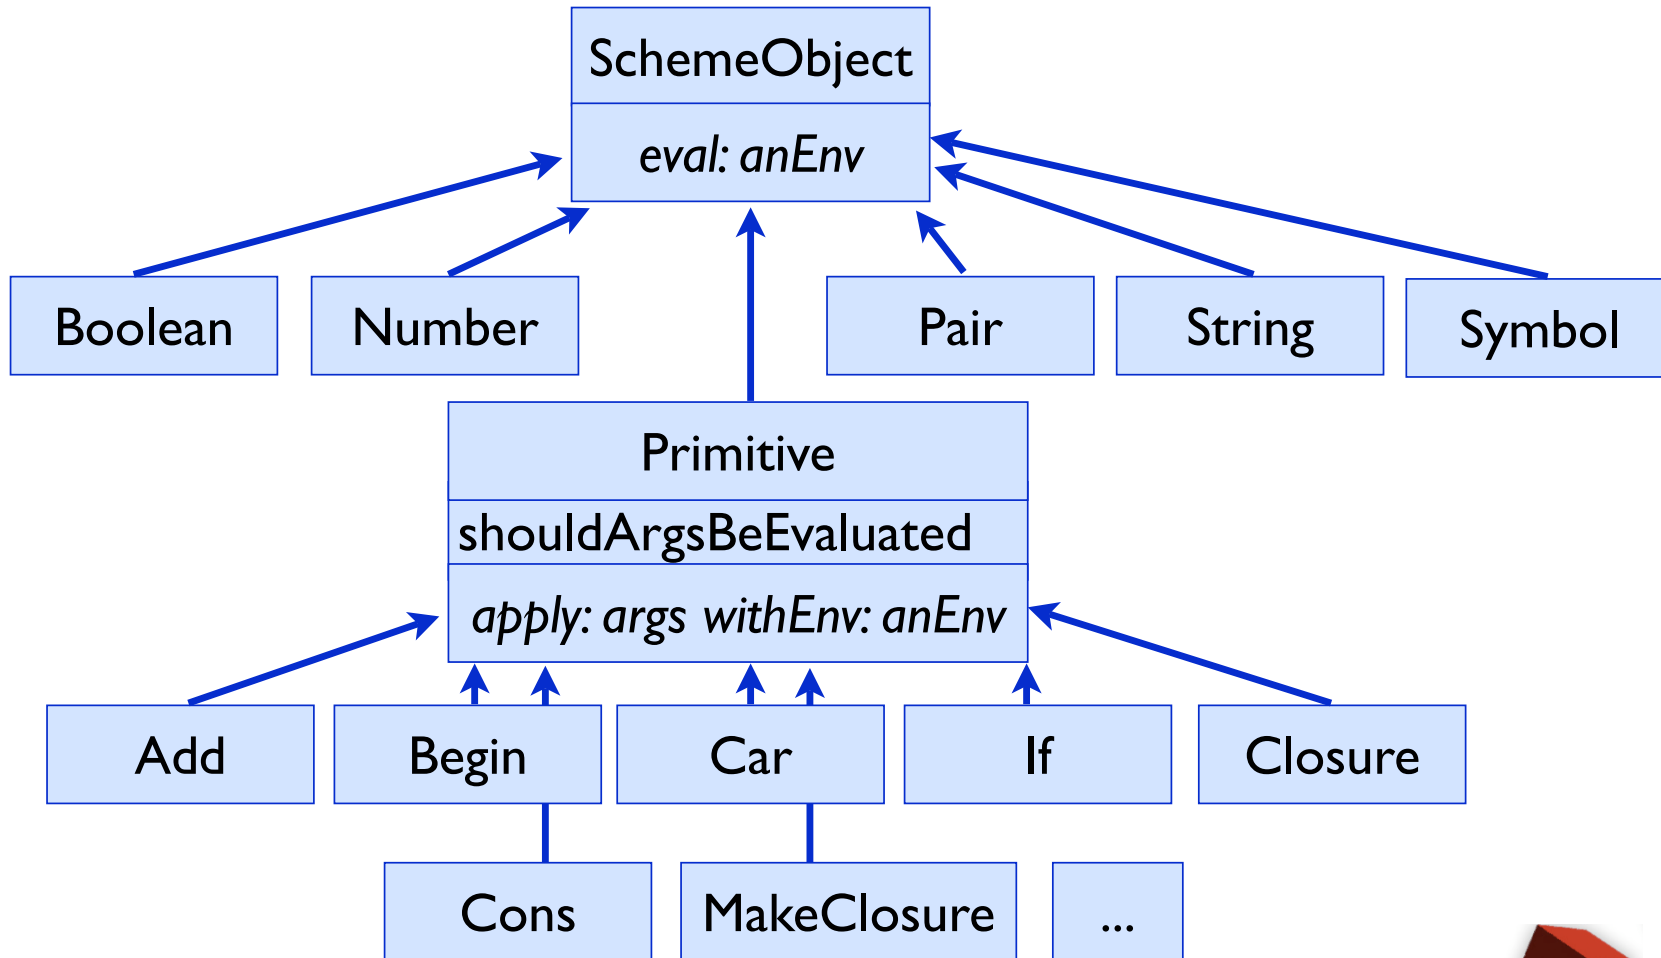 SchemeObject
eval: anEnv
Boolean
Number
Pair
String
Symbol
Primitive
shouldArgsBeEvaluated
apply: args withEnv: anEnv
Add
Begin
Car
If
Closure
Cons
MakeClosure
...